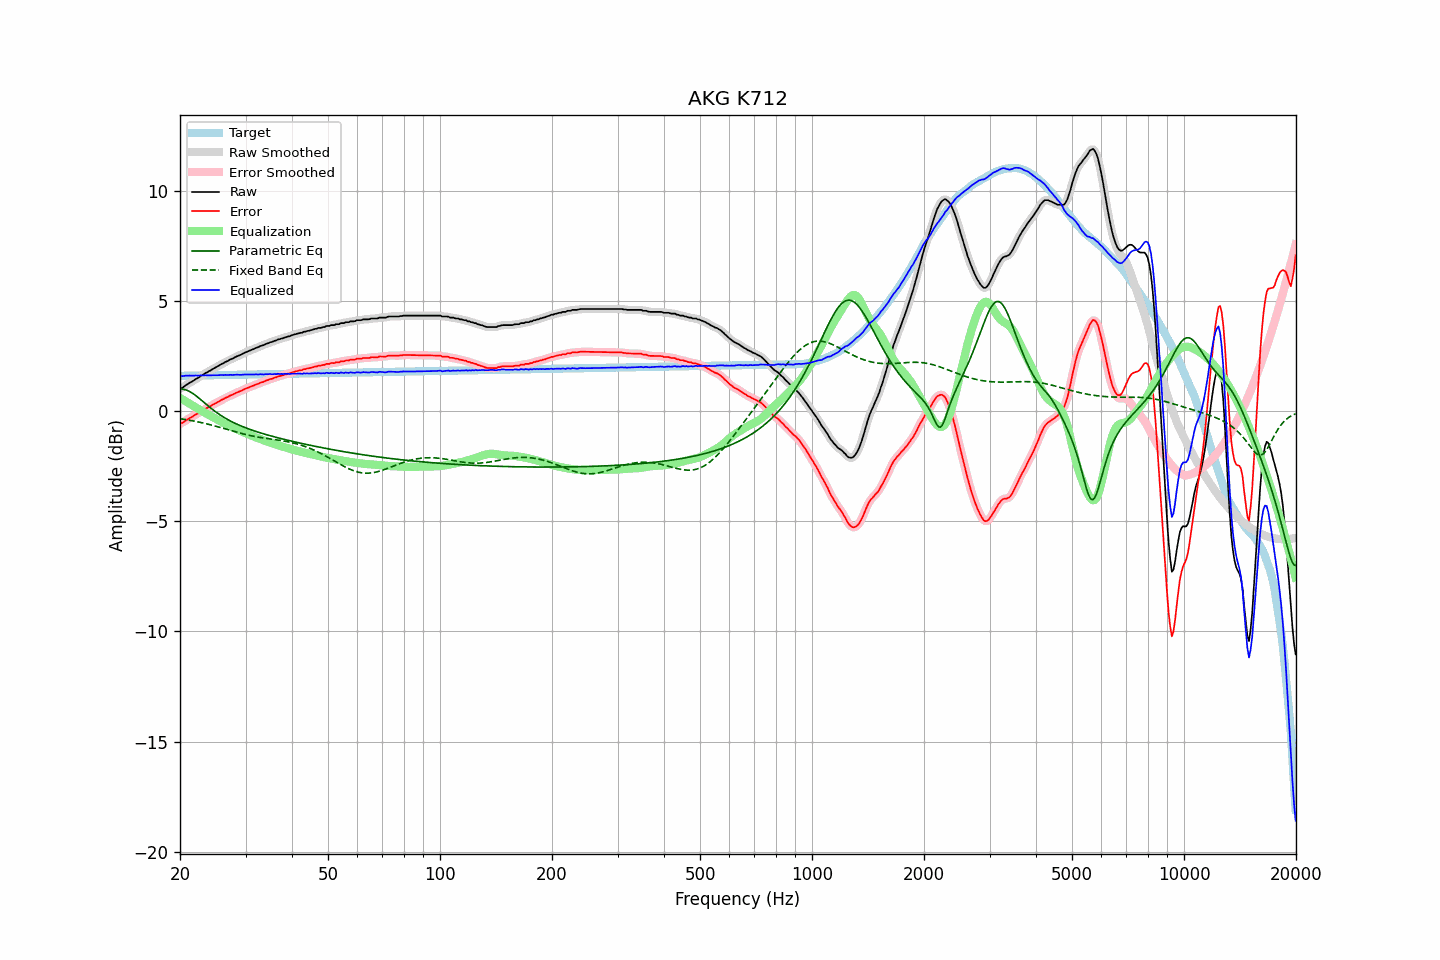 AKG K712
Target
Raw Smoothed
Error Smoothed
Raw
Error
Equalization
Parametric Eq
Fixed Band Eq
Equalized
10
5
0
−5
−10
−15
−20
Amplitude (dBr)
20 50 100 200 500 1000 2000 5000 10000 20000
Frequency (Hz)